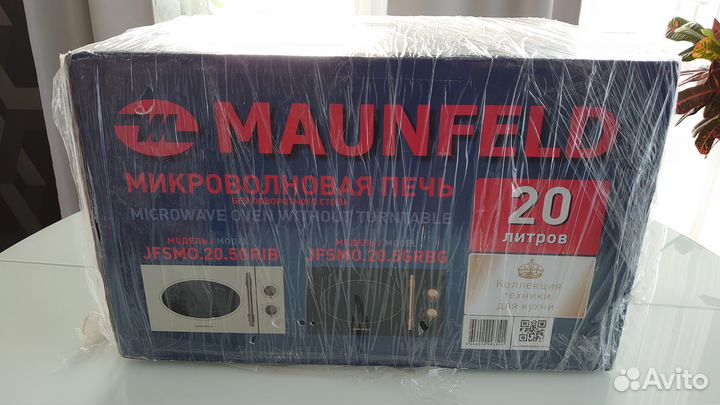 MAUNFELD
МИКРОВОЛНОВАЯ ПЕЧЬ
БЕЗ ПОВОРОТНОГО СТОЛА
MICROWAVE OVEN WITHOUT TURNTABLE
20
ЛИТРОВ
МОДЕЛЬ / MODEL
JFSMO.20.5GRIB
МОДЕЛЬ / MODEL
JFSMO.20.5GRBG
Коллекция
техники
для кухни
Avito